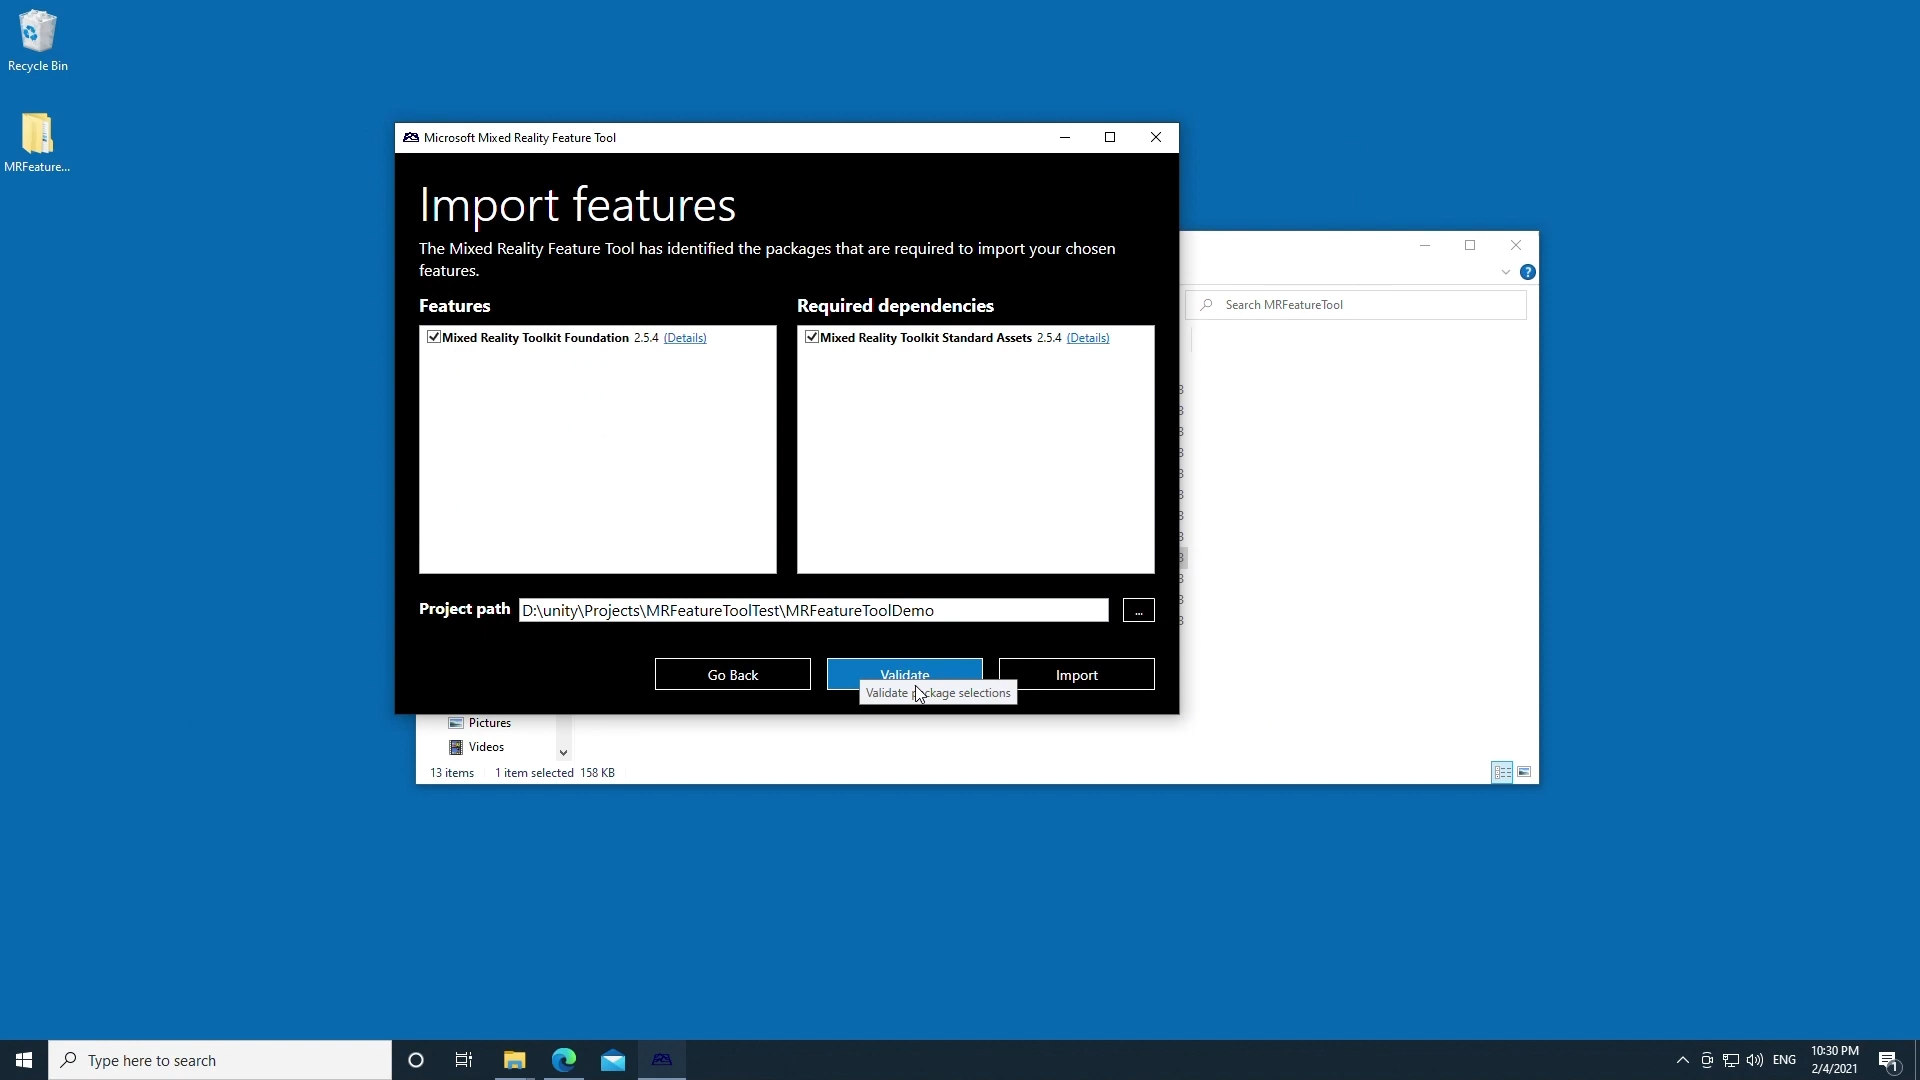 Recycle Bin
MRFeature...
Microsoft Mixed Reality Feature Tool
Import features
The Mixed Reality Feature Tool has identified the packages that are required to import your chosen
features.
Features
Required dependencies
Mixed Reality Toolkit Foundation 2.5.4 (Details)
Mixed Reality Toolkit Standard Assets 2.5.4 (Details)
Project path D:\unity\Projects\MRFeatureToolTest\MRFeatureToolDemo ...
Go Back
Validate
Import
Validate package selections
?
Search MRFeatureTool
Pictures
Videos
13 items 1 item selected 158 KB
Type here to search
ENG
10:30 PM
2/4/2021
1